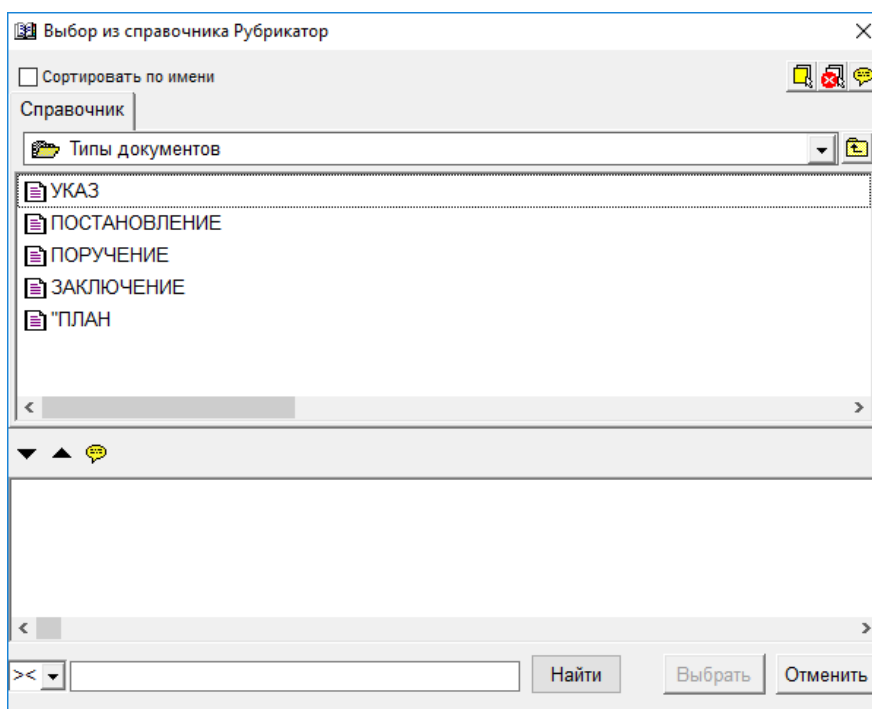 Выбор из справочника Рубрикатор
Сортировать по имени
Справочник
Типы документов
УКАЗ
ПОСТАНОВЛЕНИЕ
ПОРУЧЕНИЕ
ЗАКЛЮЧЕНИЕ
"ПЛАН
>< Найти Выбрать Отменить